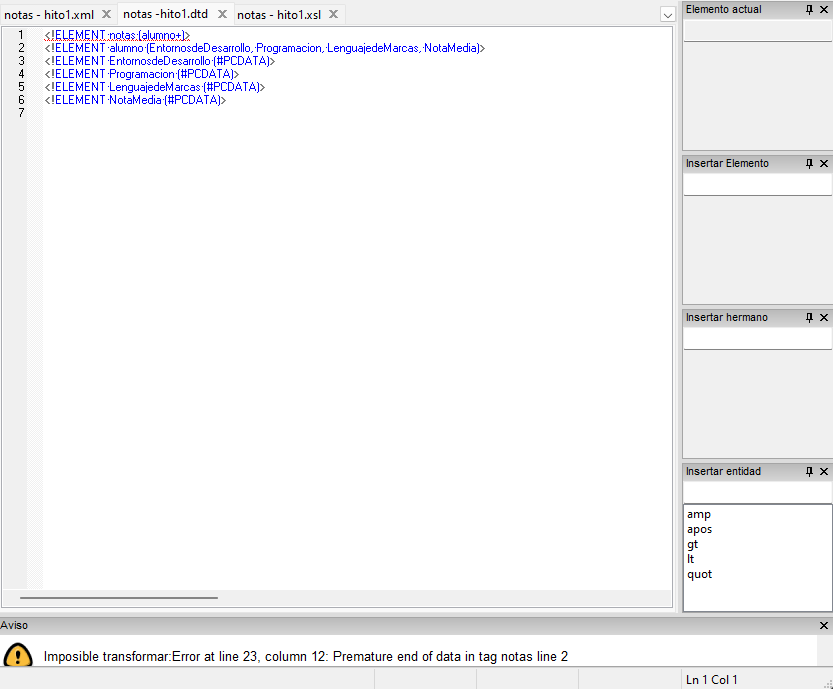 notas - hito1.xml
notas -hito1.dtd
notas - hito1.xsl
1 <!ELEMENT notas (alumno+)>
2 <!ELEMENT alumno (EntornosdeDesarrollo, Programacion, LenguajedeMarcas, NotaMedia)>
3 <!ELEMENT EntornosdeDesarrollo (#PCDATA)>
4 <!ELEMENT Programacion (#PCDATA)>
5 <!ELEMENT LenguajedeMarcas (#PCDATA)>
6 <!ELEMENT NotaMedia (#PCDATA)>
7
Elemento actual
Insertar Elemento
Insertar hermano
Insertar entidad
amp
apos
gt
lt
quot
Aviso
Imposible transformar:Error at line 23, column 12: Premature end of data in tag notas line 2
Ln 1 Col 1